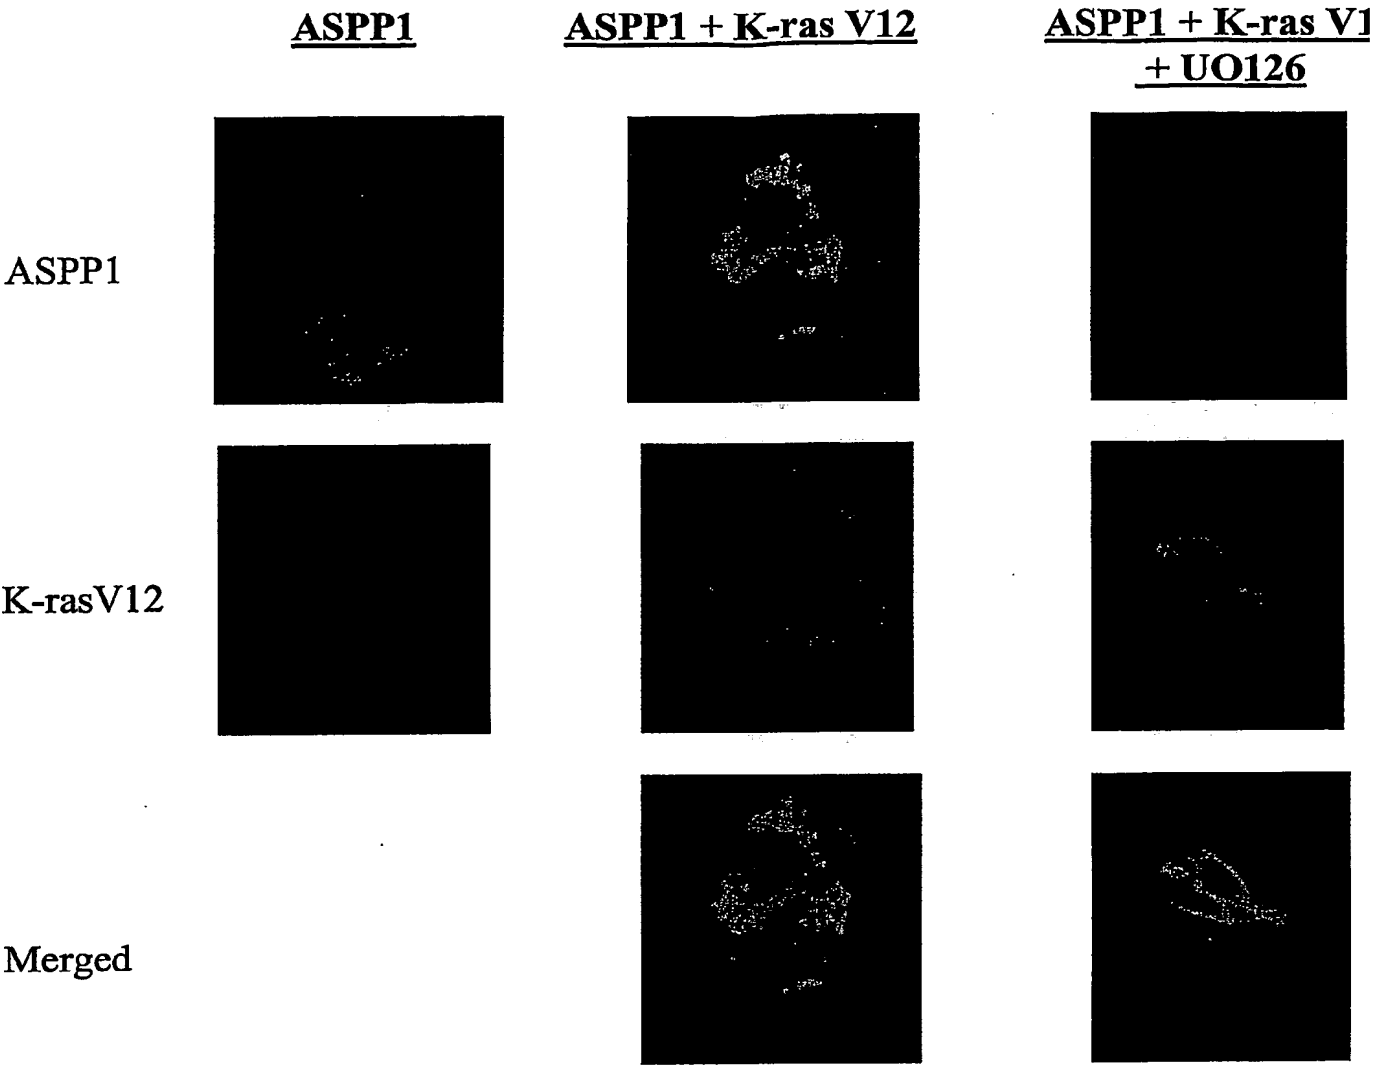 ASPP1
ASPP1 + K-ras V12
ASPP1 + K-ras V1
+ UO126
ASPP1
K-rasV12
Merged